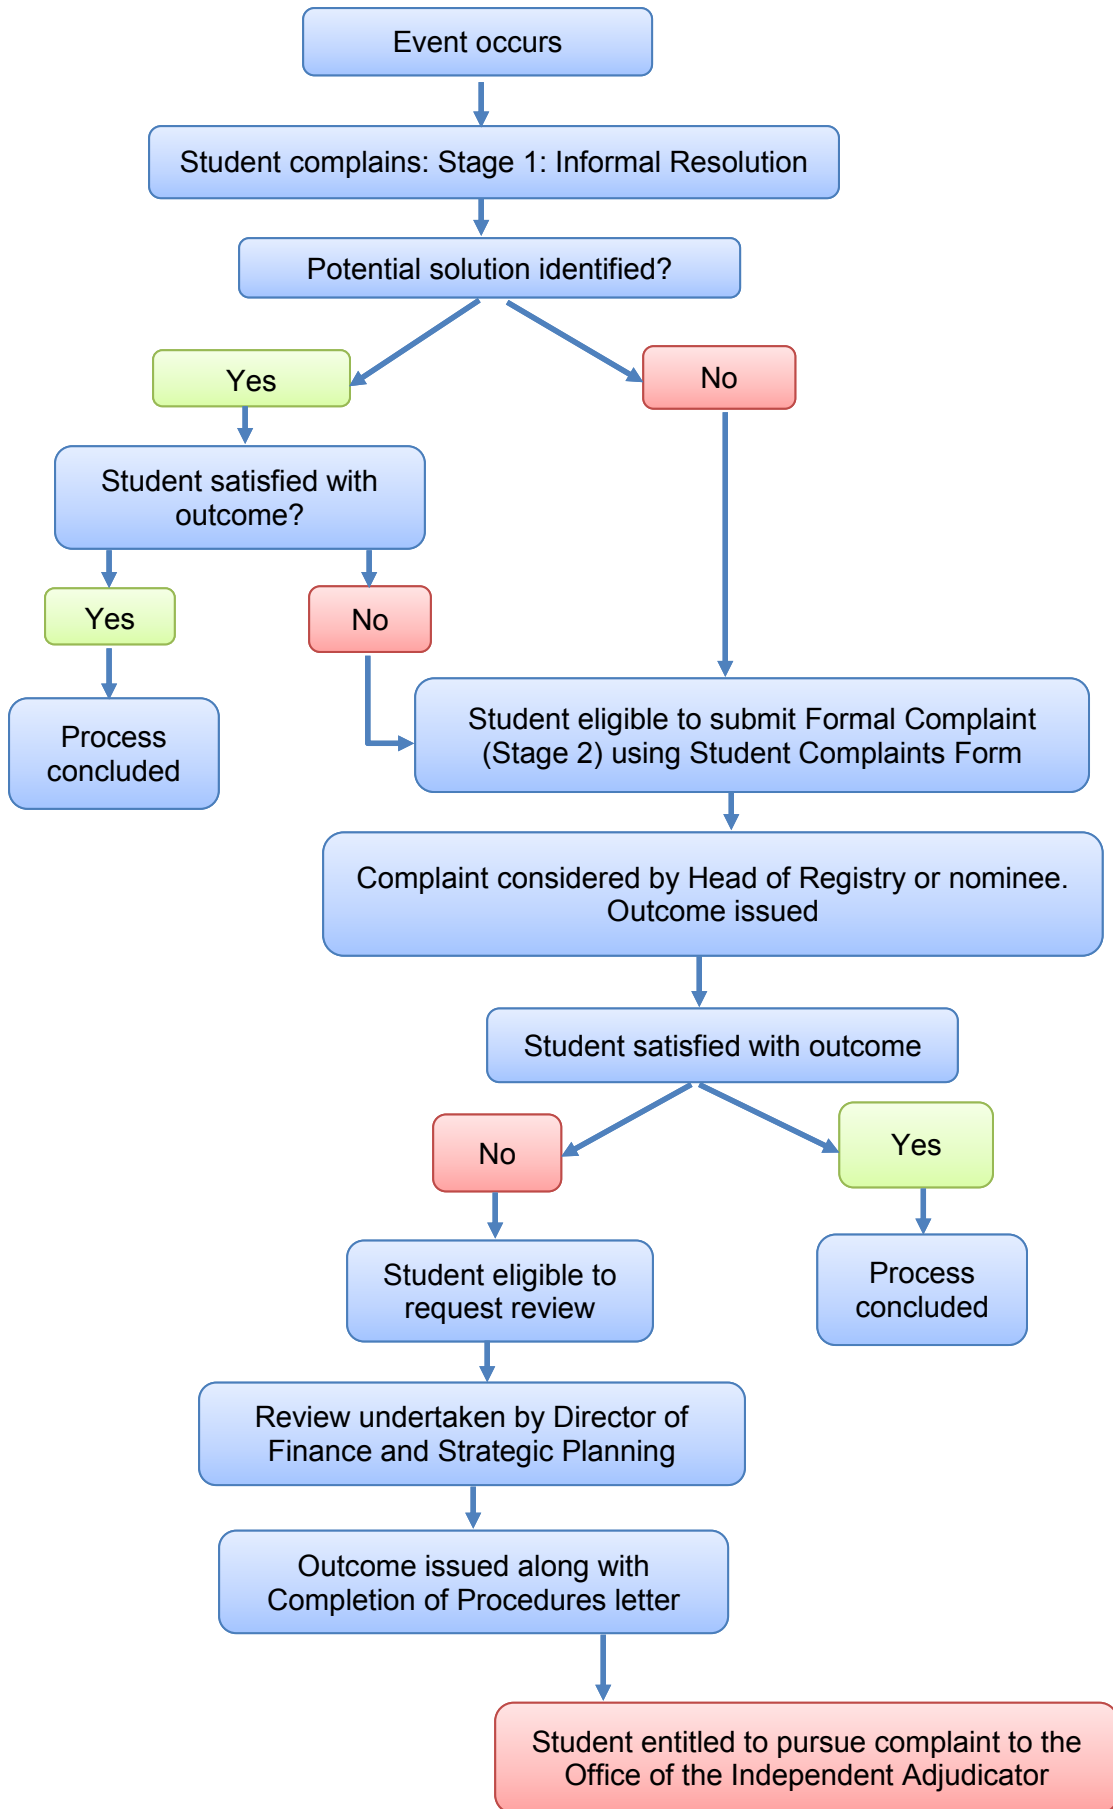 Event occurs
Student complains: Stage 1: Informal Resolution
Potential solution identified?
Yes
No
Student satisfied with
outcome?
Yes
No
Process
concluded
Student eligible to submit Formal Complaint
(Stage 2) using Student Complaints Form
Complaint considered by Head of Registry or nominee.
Outcome issued
Student satisfied with outcome
No
Yes
Student eligible to
request review
Process
concluded
Review undertaken by Director of
Finance and Strategic Planning
Outcome issued along with
Completion of Procedures letter
Student entitled to pursue complaint to the
Office of the Independent Adjudicator